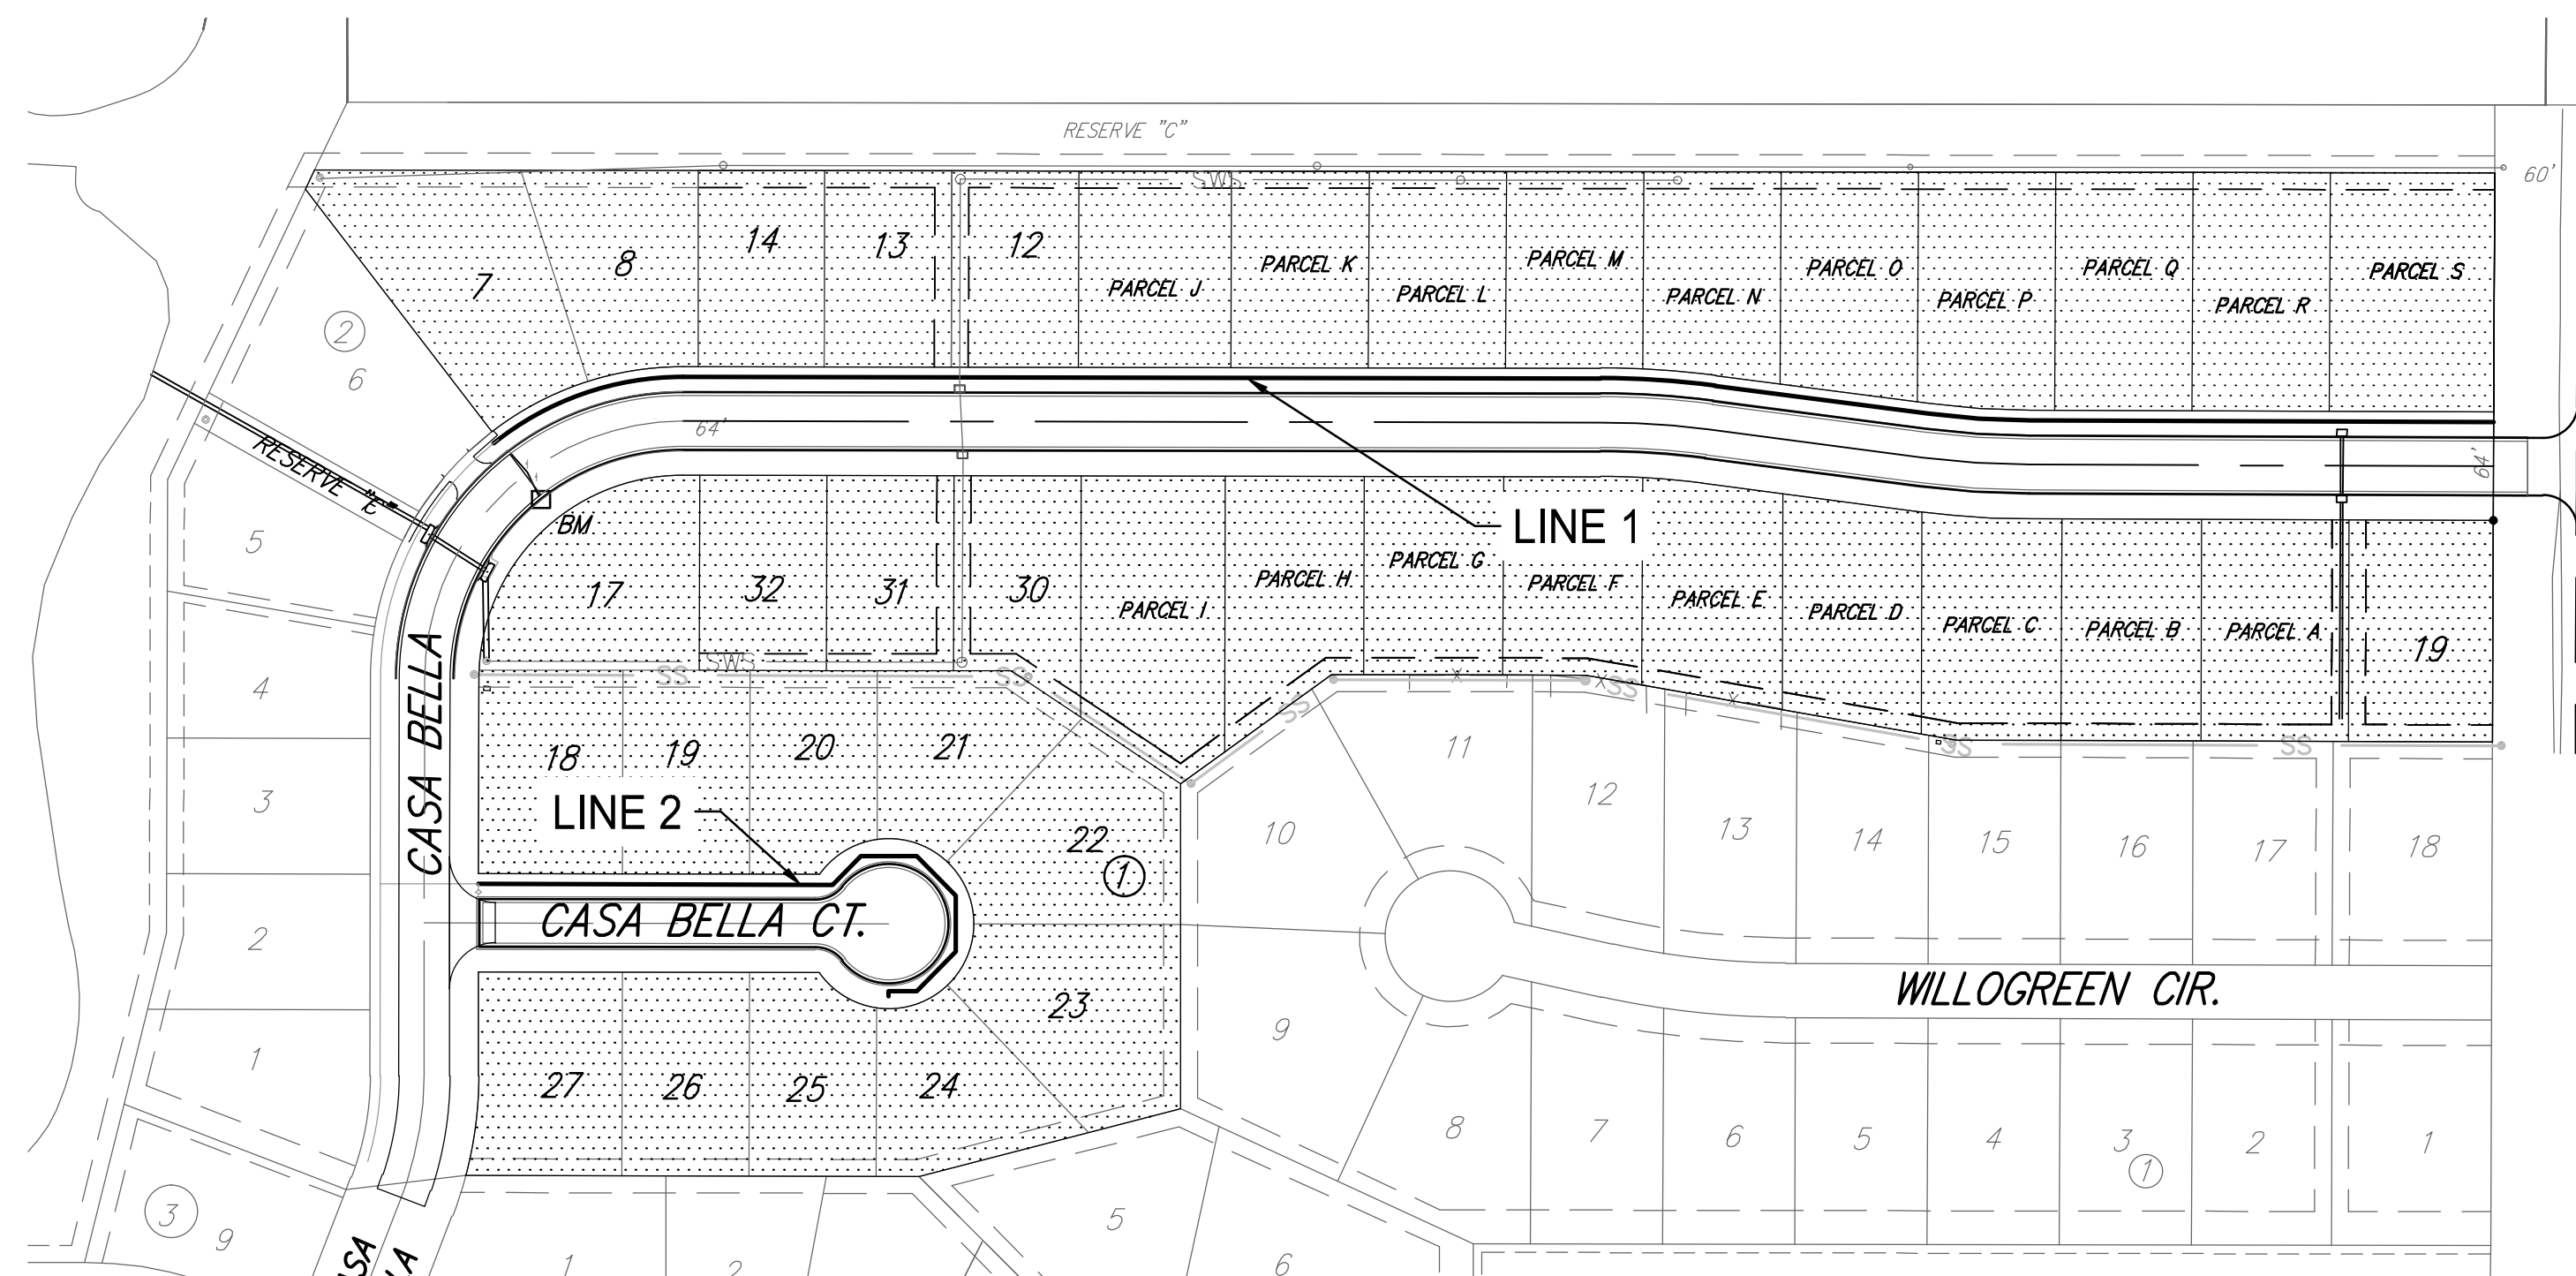 RESERVE "C"
60'
SWS
7
8
14
13
12
PARCEL J
PARCEL K
PARCEL L
PARCEL M
PARCEL N
PARCEL O
PARCEL P
PARCEL Q
PARCEL R
PARCEL S
2
6
64'
RESERVE "E"
64'
BM
LINE 1
5
17
32
31
30
PARCEL I
PARCEL H
PARCEL G
PARCEL F
PARCEL E
PARCEL D
PARCEL C
PARCEL B
PARCEL A
19
SWS
SS
SS
SS
SS
SS
SS
X
X
X
CASA BELLA
4
3
2
1
18
19
20
21
LINE 2
22
1
CASA BELLA CT.
23
27
26
25
24
11
10
12
13
14
15
16
17
18
WILLOGREEN CIR.
9
8
7
6
5
4
3
1
2
1
3
9
1
2
5
6